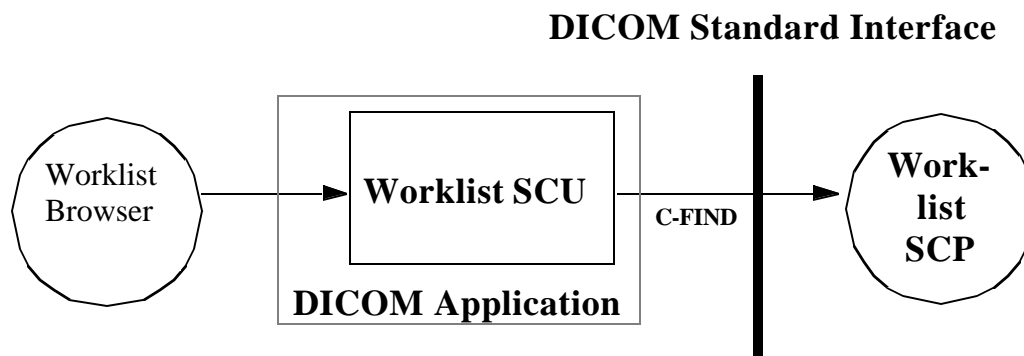 DICOM Standard Interface
Worklist
Browser
Worklist SCU
C-FIND
DICOM Application
Work-
list
SCP